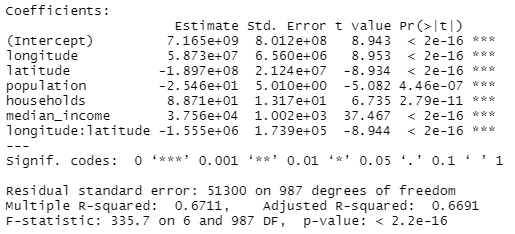 Coefficients:
Estimate Std. Error t value Pr(>|t|)
(Intercept) 7.165e+09 8.012e+08 8.943 < 2e-16 ***
longitude 5.873e+07 6.560e+06 8.953 < 2e-16 ***
latitude -1.897e+08 2.124e+07 -8.934 < 2e-16 ***
population -2.546e+01 5.010e+00 -5.082 4.46e-07 ***
households 8.871e+01 1.317e+01 6.735 2.79e-11 ***
median_income 3.756e+04 1.002e+03 37.467 < 2e-16 ***
longitude:latitude -1.555e+06 1.739e+05 -8.944 < 2e-16 ***
---
Signif. codes: 0 ‘***’ 0.001 ‘**’ 0.01 ‘*’ 0.05 ‘.’ 0.1 ‘ ’ 1
Residual standard error: 51300 on 987 degrees of freedom
Multiple R-squared: 0.6711, Adjusted R-squared: 0.6691
F-statistic: 335.7 on 6 and 987 DF, p-value: < 2.2e-16